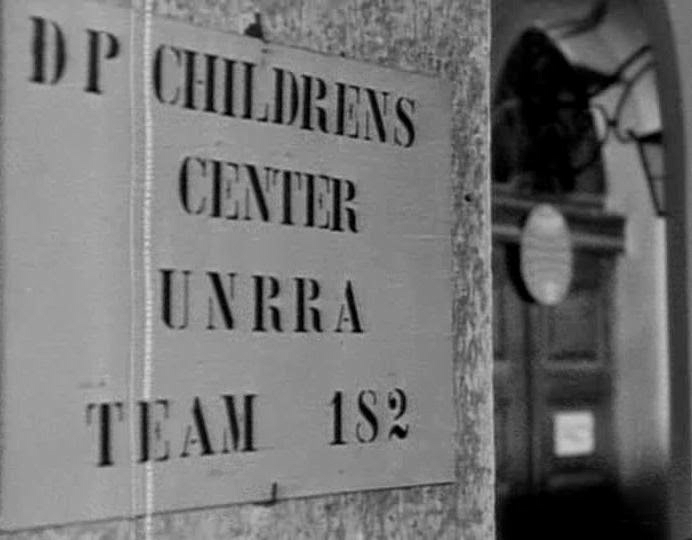 DP CHILDRENS
CENTER
UNRRA
TEAM 182